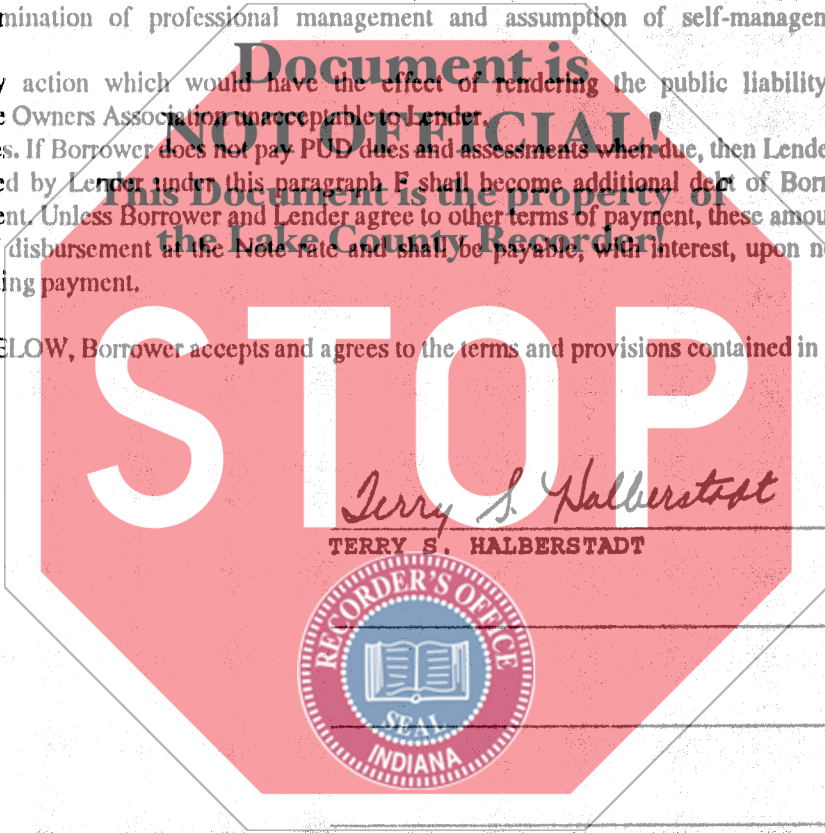 mination of professional management and assumption of self-managen
Document is
y action which would have the effect of rendering the public liability
e Owners Association unacceptable to Lender.
NOT OFFICIAL!
es. If Borrower does not pay PUD dues and assessments when due, then Lende
ed by Lender under this paragraph F shall become additional debt of Borr
This Document is the property of
ent. Unless Borrower and Lender agree to other terms of payment, these amou
the Lake County Recorder!
disbursement at the Note rate and shall be payable, with interest, upon n
ing payment.
ELOW, Borrower accepts and agrees to the terms and provisions contained in
STOP
Terry S. Halberstadt
TERRY S. HALBERSTADT
RECORDER'S OFFICE
SEAL
INDIANA